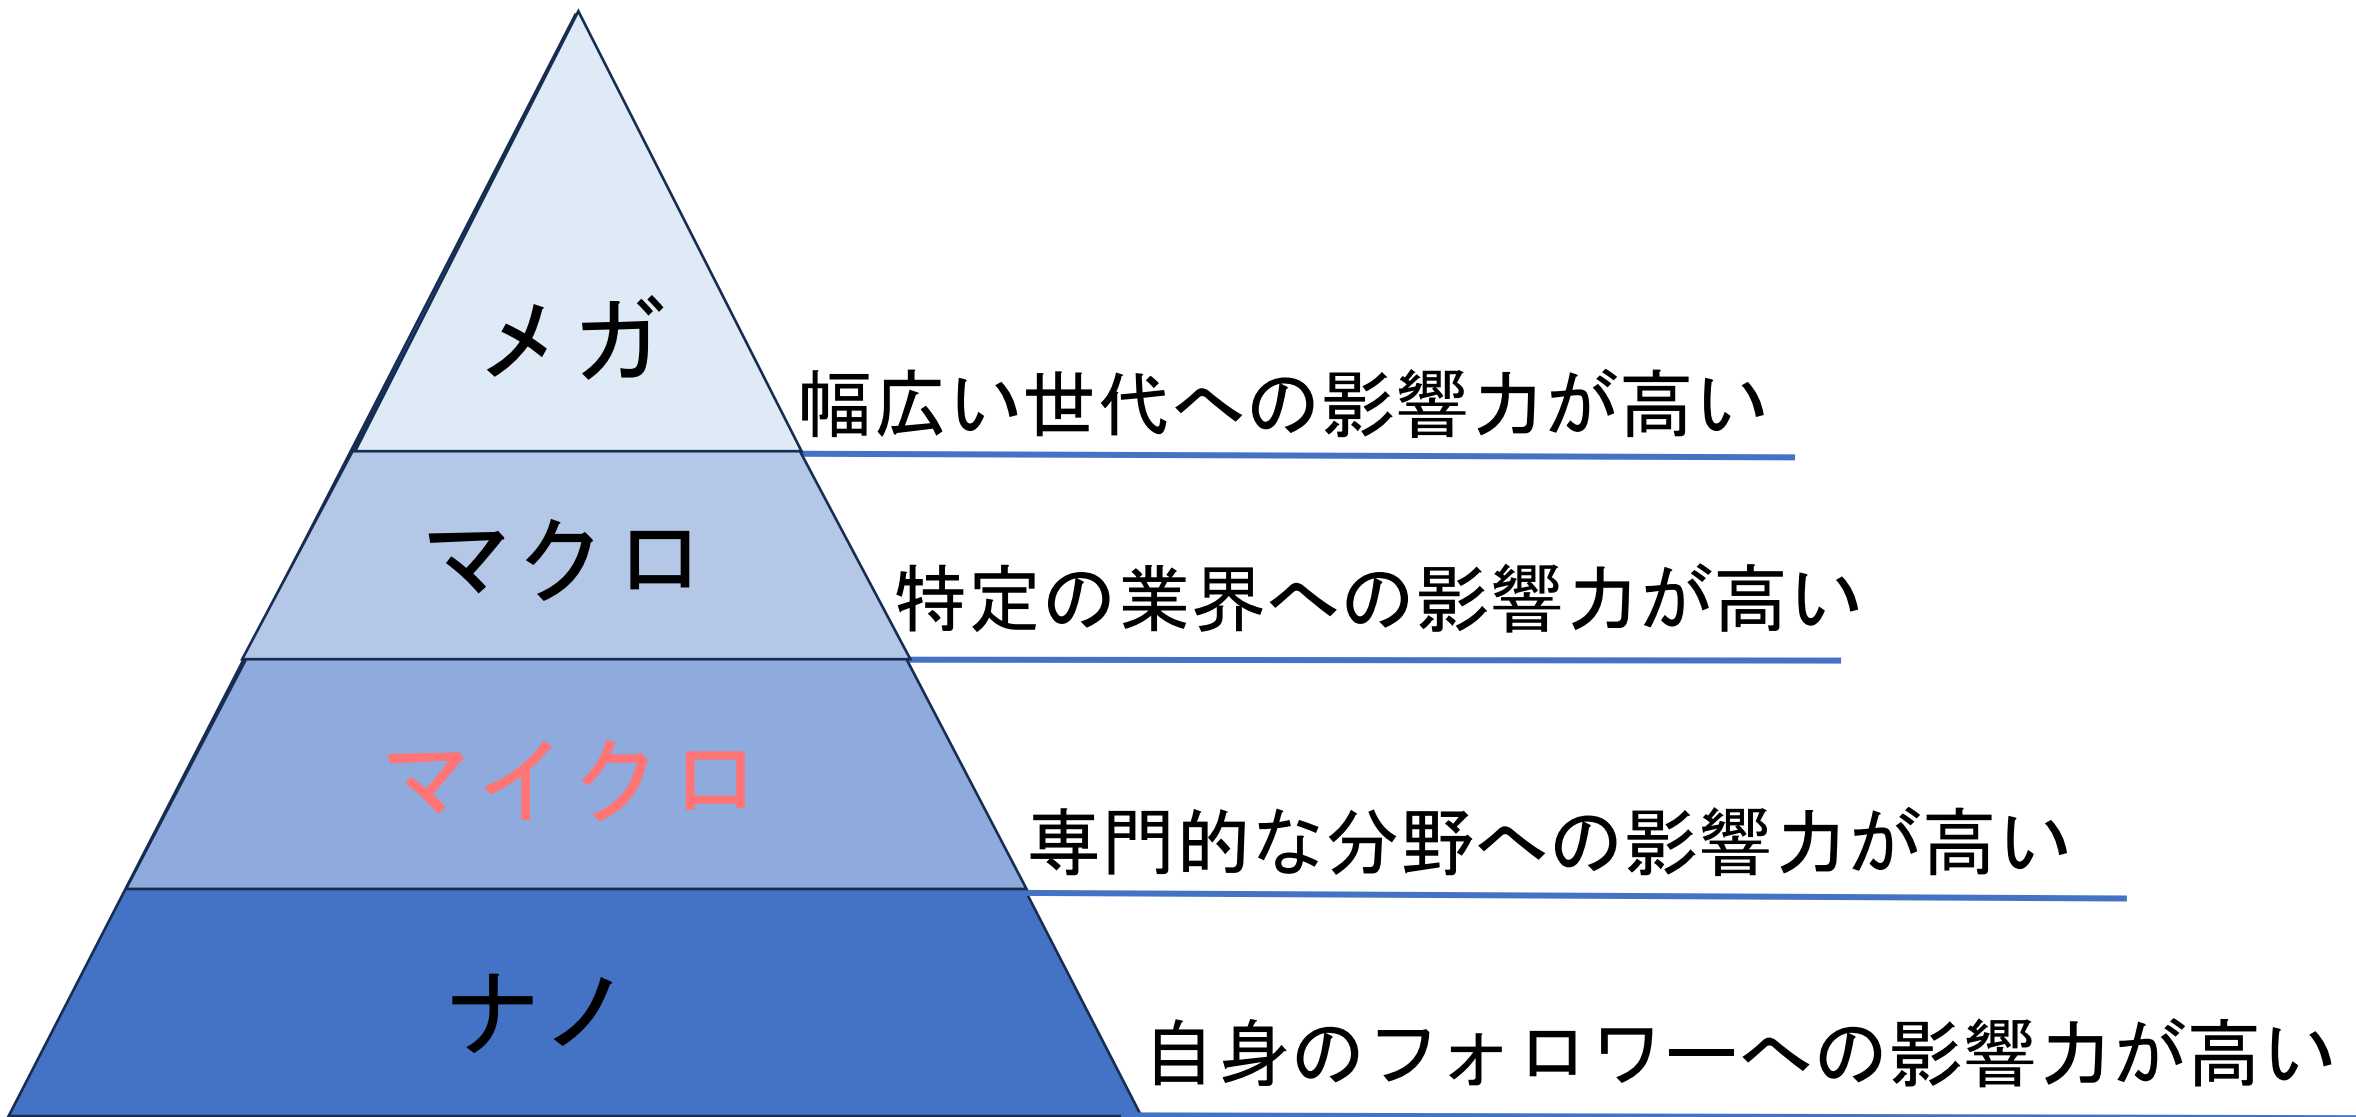 メガ
幅広い世代への影響力が高い
マクロ
特定の業界への影響力が高い
マイクロ
専門的な分野への影響力が高い
ナノ
自身のフォロワーへの影響力が高い